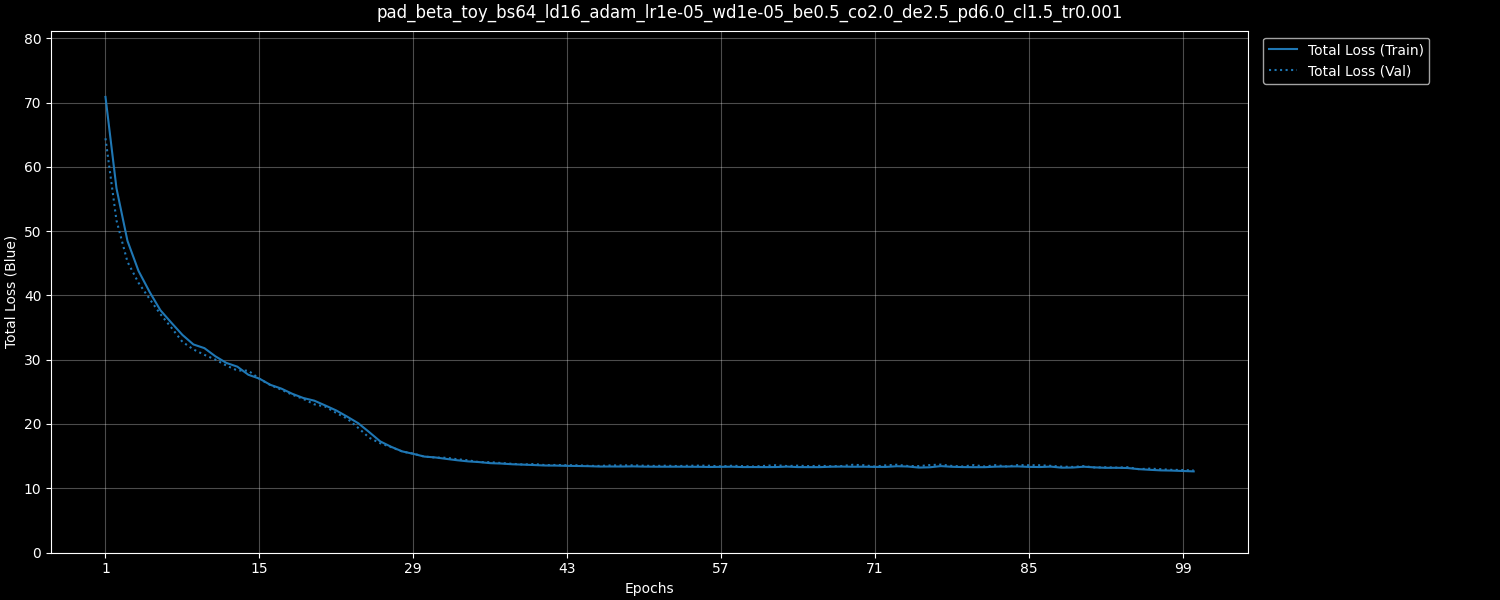 pad_beta_toy_bs64_ld16_adam_lr1e-05_wd1e-05_be0.5_co2.0_de2.5_pd6.0_cl1.5_tr0.001
Total Loss (Train)
Total Loss (Val)
Total Loss (Blue)
80
70
60
50
40
30
20
10
0
1 15 29 43 57 71 85 99
Epochs